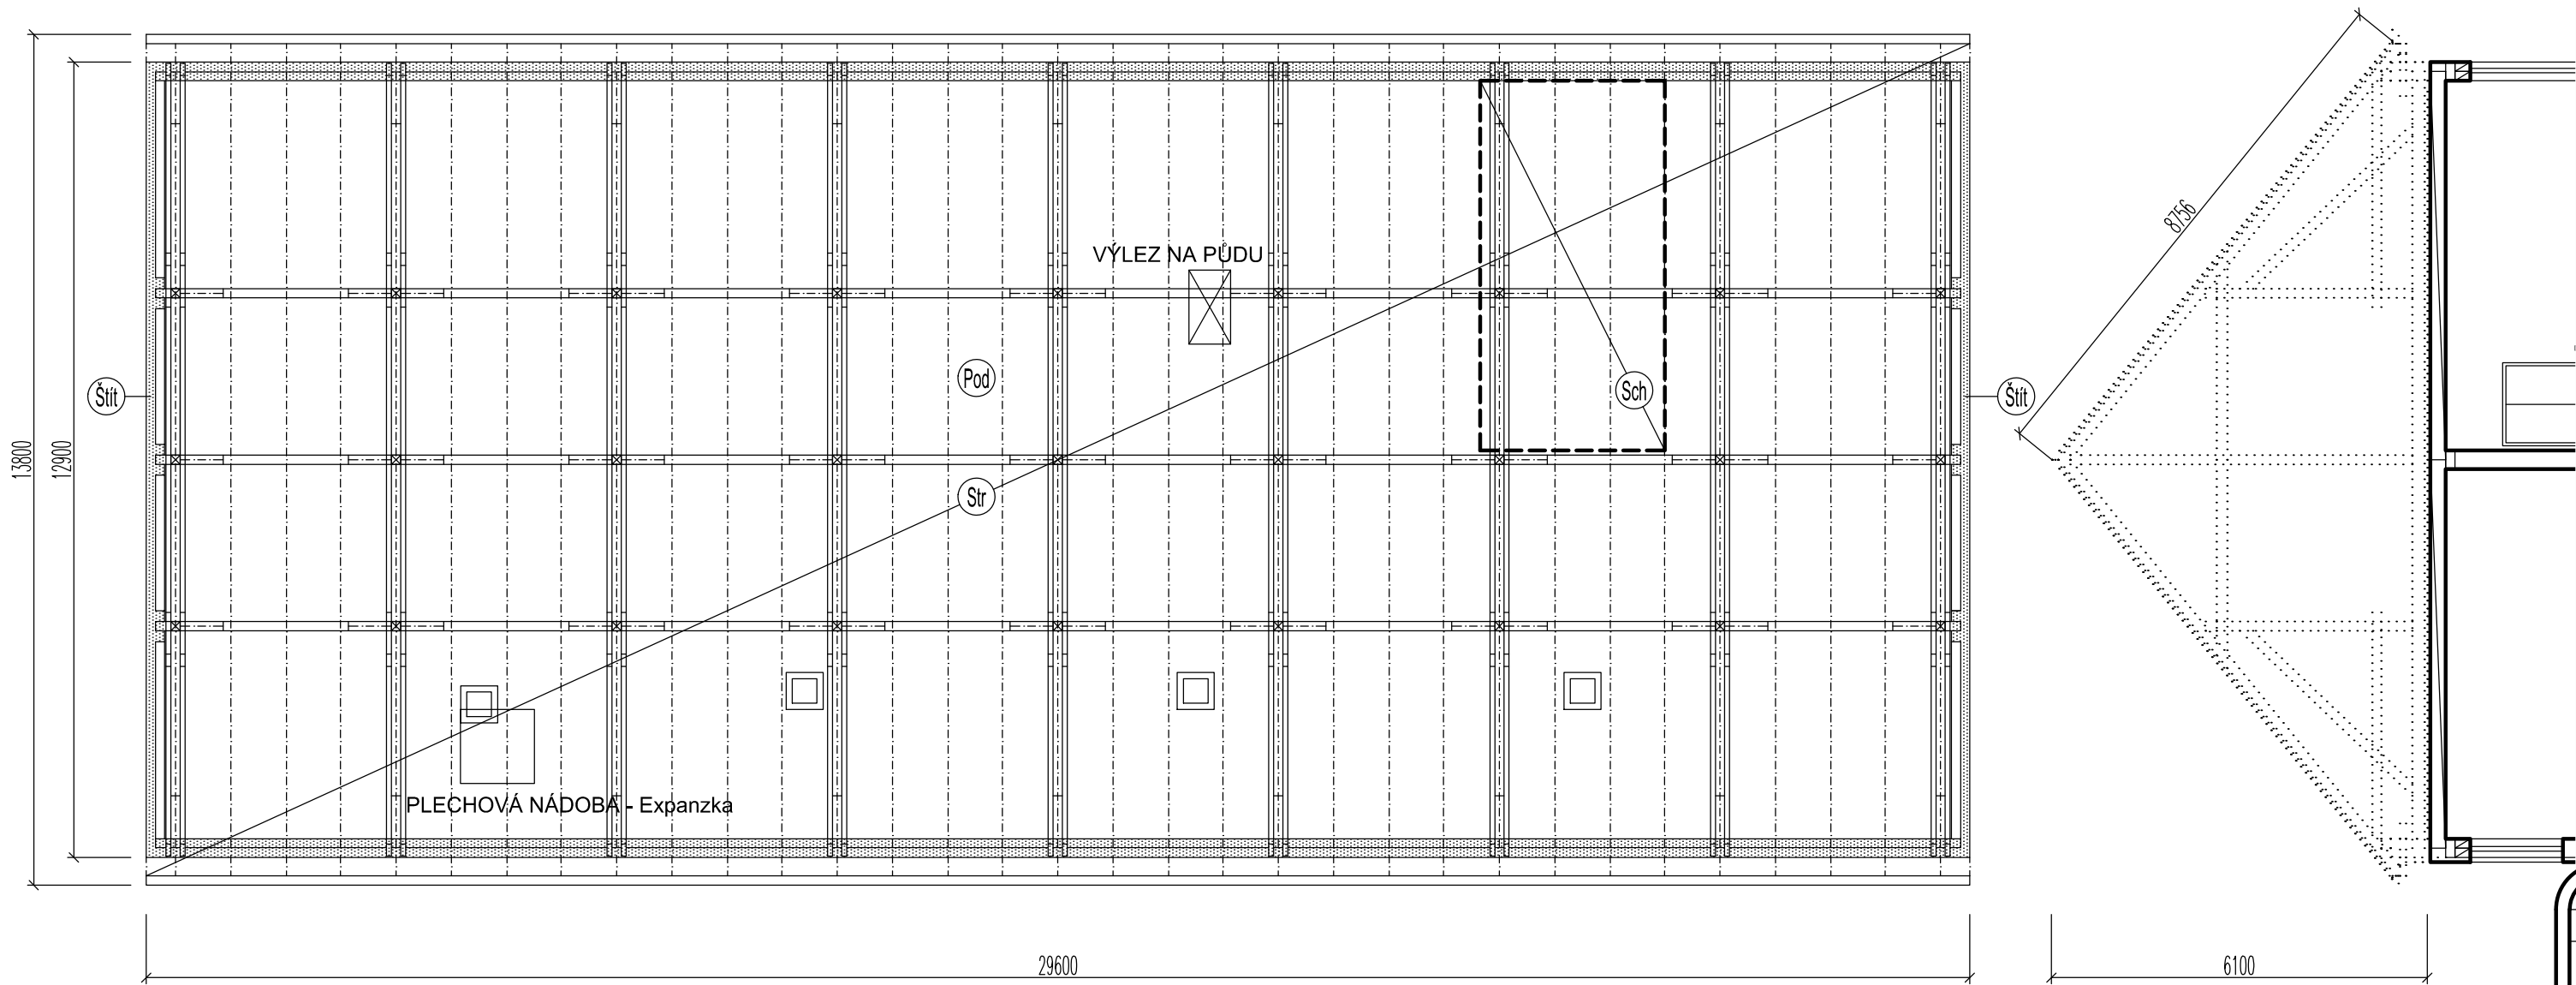 8756
VÝLEZ NA PŮDU
Pod
Sch
Štít
Štít
13800
12900
Str
PLECHOVÁ NÁDOBA - Expanzka
29600
6100